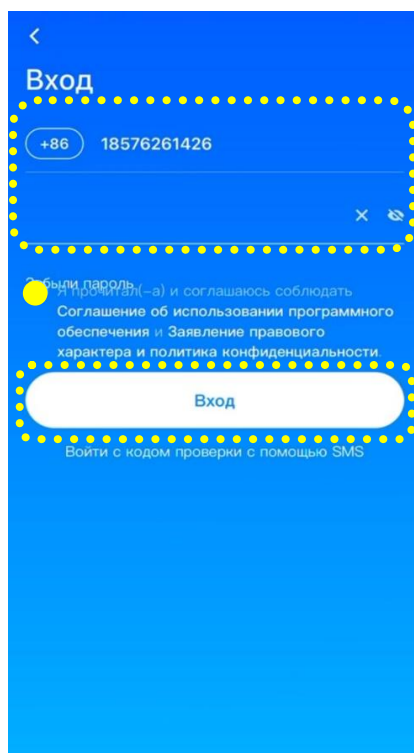 Вход
+86 18576261426
Забыли пароль
Я прочитал(-а) и соглашаюсь соблюдать
Соглашение об использовании программного
обеспечения и Заявление правового
характера и политика конфиденциальности.
Вход
Войти с кодом проверки с помощью SMS